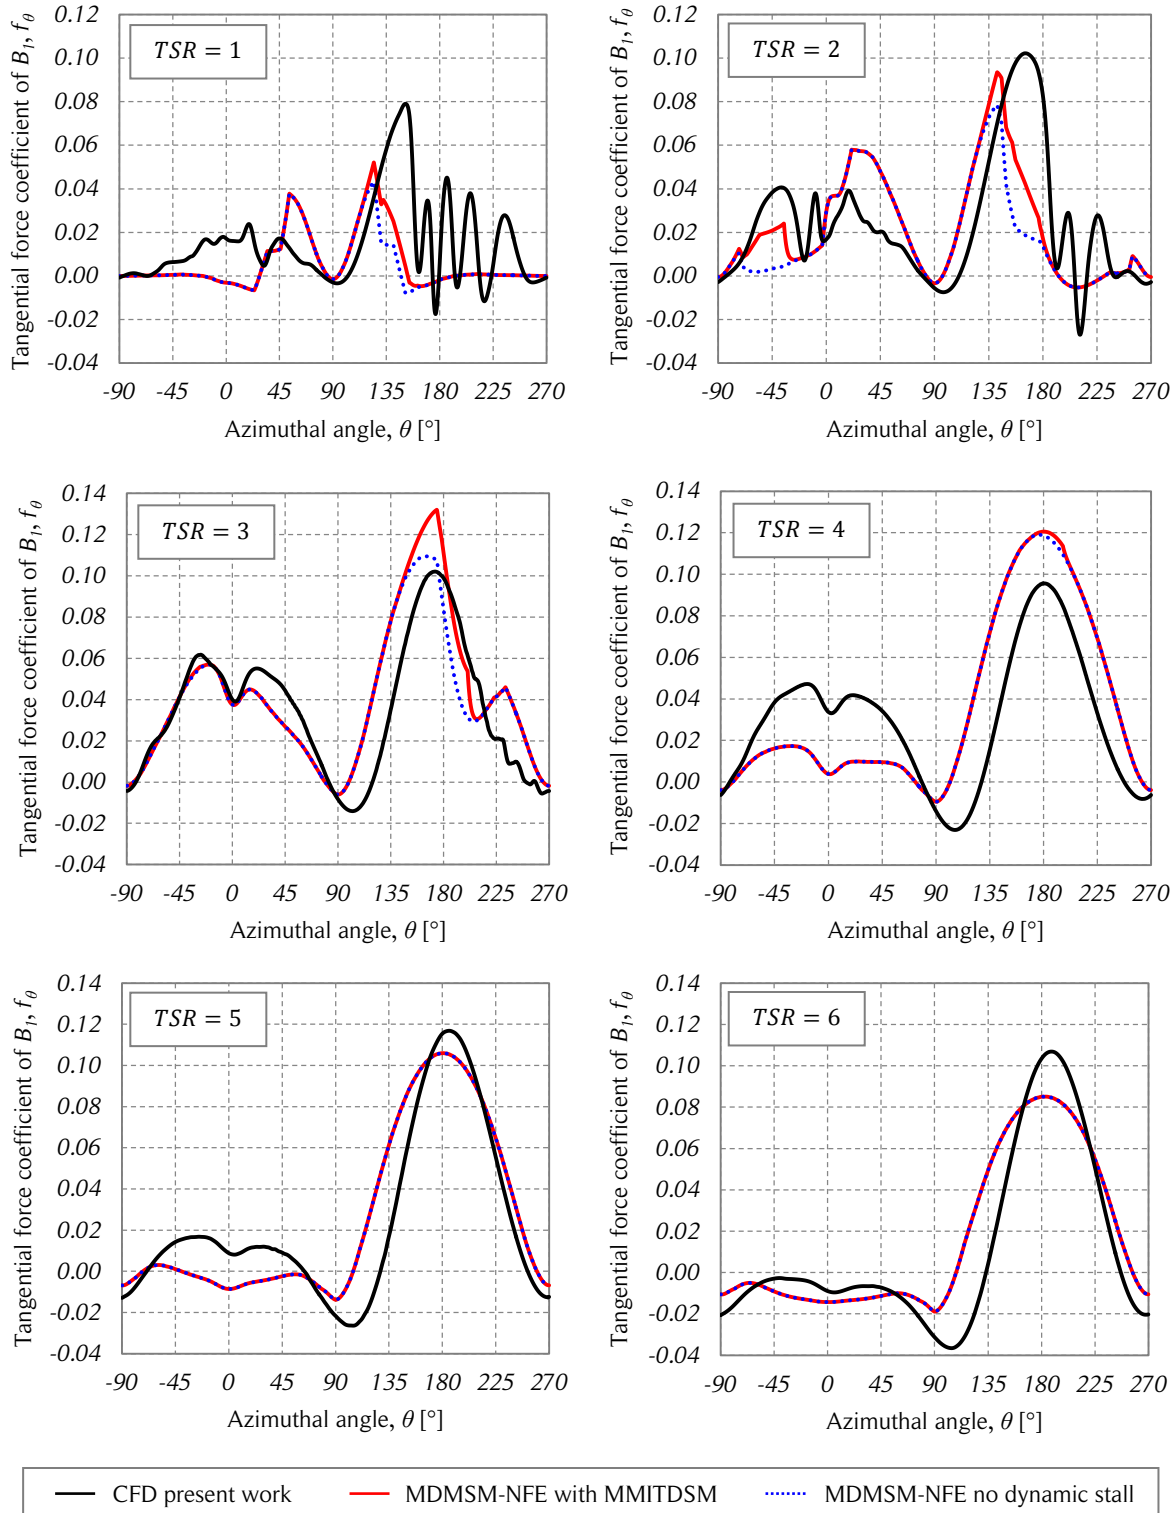 Tangential force coefficient of B1, fθ
0.12
0.10
0.08
0.06
0.04
0.02
0.00
-0.02
-0.04
TSR = 1
-90 -45 0 45 90 135 180 225 270
Azimuthal angle, θ [°]
Tangential force coefficient of B1, fθ
0.12
0.10
0.08
0.06
0.04
0.02
0.00
-0.02
-0.04
TSR = 2
-90 -45 0 45 90 135 180 225 270
Azimuthal angle, θ [°]
Tangential force coefficient of B1, fθ
0.14
0.12
0.10
0.08
0.06
0.04
0.02
0.00
-0.02
-0.04
TSR = 3
-90 -45 0 45 90 135 180 225 270
Azimuthal angle, θ [°]
Tangential force coefficient of B1, fθ
0.14
0.12
0.10
0.08
0.06
0.04
0.02
0.00
-0.02
-0.04
TSR = 4
-90 -45 0 45 90 135 180 225 270
Azimuthal angle, θ [°]
Tangential force coefficient of B1, fθ
0.14
0.12
0.10
0.08
0.06
0.04
0.02
0.00
-0.02
-0.04
TSR = 5
-90 -45 0 45 90 135 180 225 270
Azimuthal angle, θ [°]
Tangential force coefficient of B1, fθ
0.14
0.12
0.10
0.08
0.06
0.04
0.02
0.00
-0.02
-0.04
TSR = 6
-90 -45 0 45 90 135 180 225 270
Azimuthal angle, θ [°]
CFD present work MDMSM-NFE with MMITDSM MDMSM-NFE no dynamic stall